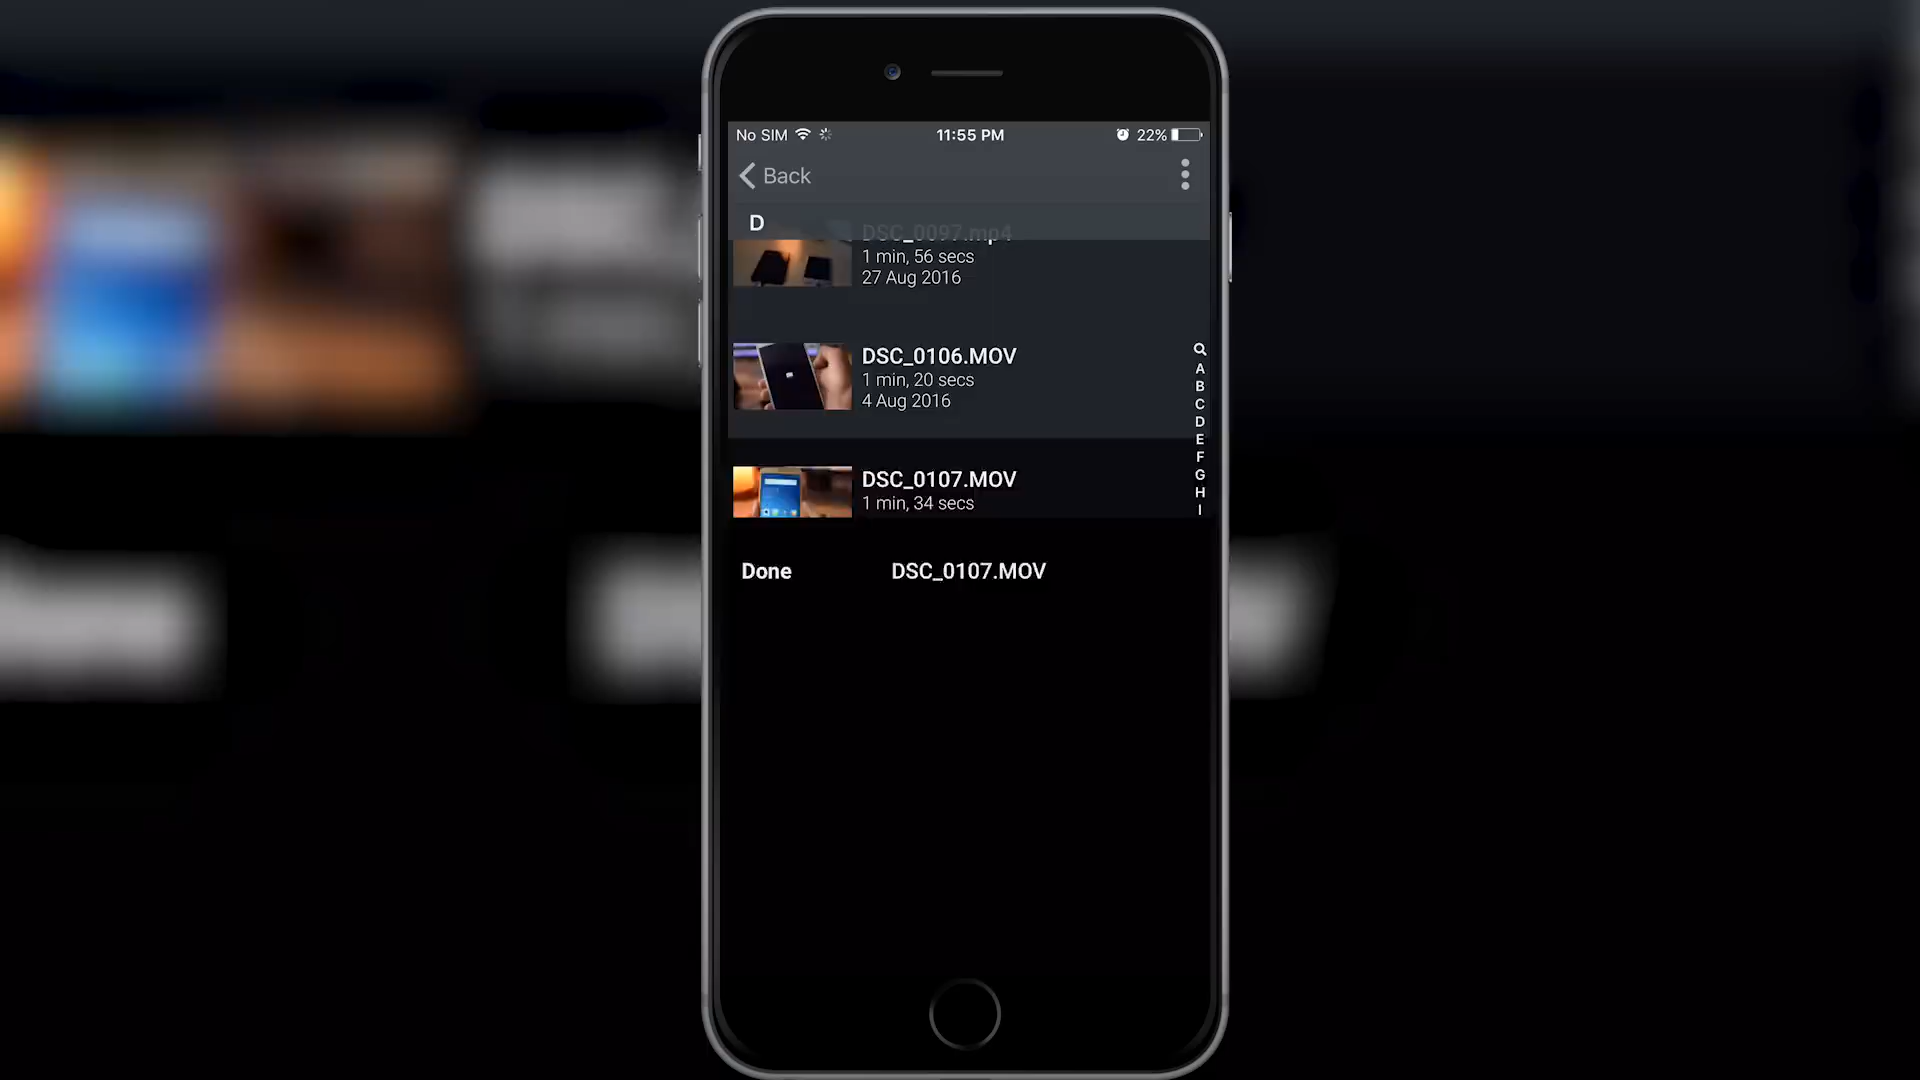 No SIM 11:55 PM 22%
Back
D
DSC_0097.mp4
1 min, 56 secs
27 Aug 2016
DSC_0106.MOV
1 min, 20 secs
4 Aug 2016
DSC_0107.MOV
1 min, 34 secs
A
B
C
D
E
F
G
H
I
Done DSC_0107.MOV